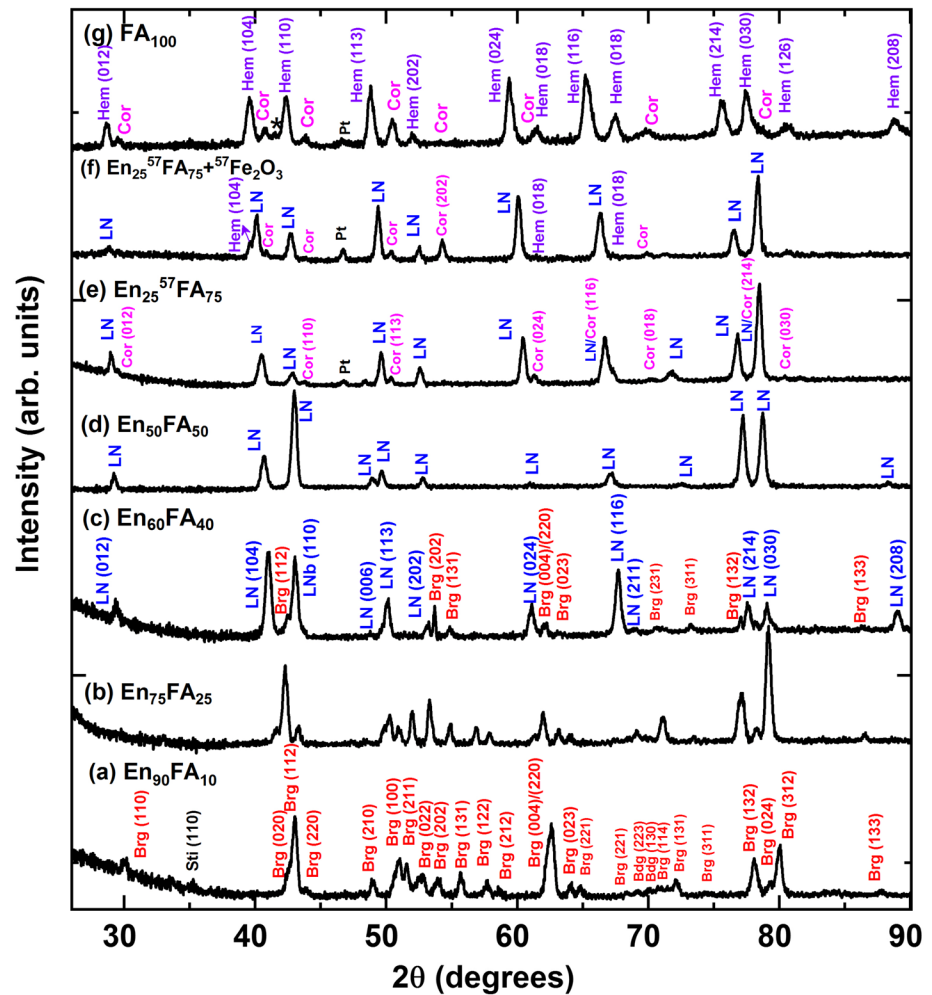 (g) FA100
Hem (012)
Cor
Hem (104)
Cor
*
Hem (110)
Cor
Pt
Hem (113)
Cor
Hem (202)
Cor
Hem (024)
Cor
Hem (018)
Hem (116)
Hem (018)
Cor
Hem (214)
Hem (030)
Cor
Hem (126)
Hem (208)
(f) En25 57FA75+57Fe2O3
LN
Hem (104)
LN
Cor
LN
Cor
Pt
LN
Cor
LN
Cor (202)
LN
Hem (018)
LN
Hem (018)
Cor
LN
LN
(e) En25 57FA75
LN
Cor (012)
LN
LN
Cor (110)
Pt
LN
Cor (113)
LN
LN
Cor (024)
LN/Cor (116)
Cor (018)
LN
LN
LN/Cor (214)
Cor (030)
(d) En50FA50
LN
LN
LN
LN
LN
LN
LN
LN
LN
LN
LN
LN
(c) En60FA40
LN (012)
LN (104)
Brg (112)
LNb (110)
LN (006)
LN (113)
LN (202)
Brg (202)
Brg (131)
LN (024)
Brg (004)/(220)
Brg (023)
LN (116)
LN (211)
Brg (231)
Brg (311)
Brg (132)
LN (214)
LN (030)
Brg (133)
LN (208)
(b) En75FA25
(a) En90FA10
Brg (110)
Sti (110)
Brg (020)
Brg (112)
Brg (220)
Brg (210)
Brg (100)
Brg (211)
Brg (022)
Brg (202)
Brg (131)
Brg (122)
Brg (212)
Brg (004)/(220)
Brg (023)
Brg (221)
Brg (221)
Bdg (223)
Bdg (130)
Brg (114)
Brg (131)
Brg (311)
Brg (132)
Brg (024)
Brg (312)
Brg (133)
Intensity (arb. units)
30 40 50 60 70 80 90
2θ (degrees)